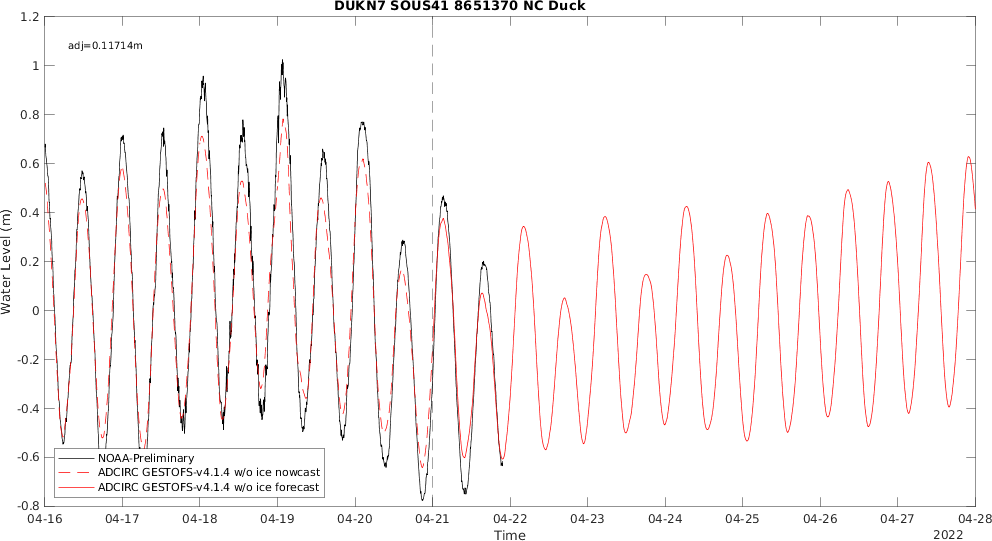 DUKN7 SOUS41 8651370 NC Duck
adj=0.11714m
Water Level (m)
1.2
1
0.8
0.6
0.4
0.2
0
-0.2
-0.4
-0.6
-0.8
NOAA-Preliminary
ADCIRC GESTOFS-v4.1.4 w/o ice nowcast
ADCIRC GESTOFS-v4.1.4 w/o ice forecast
04-16 04-17 04-18 04-19 04-20 04-21 04-22 04-23 04-24 04-25 04-26 04-27 04-28
Time
2022